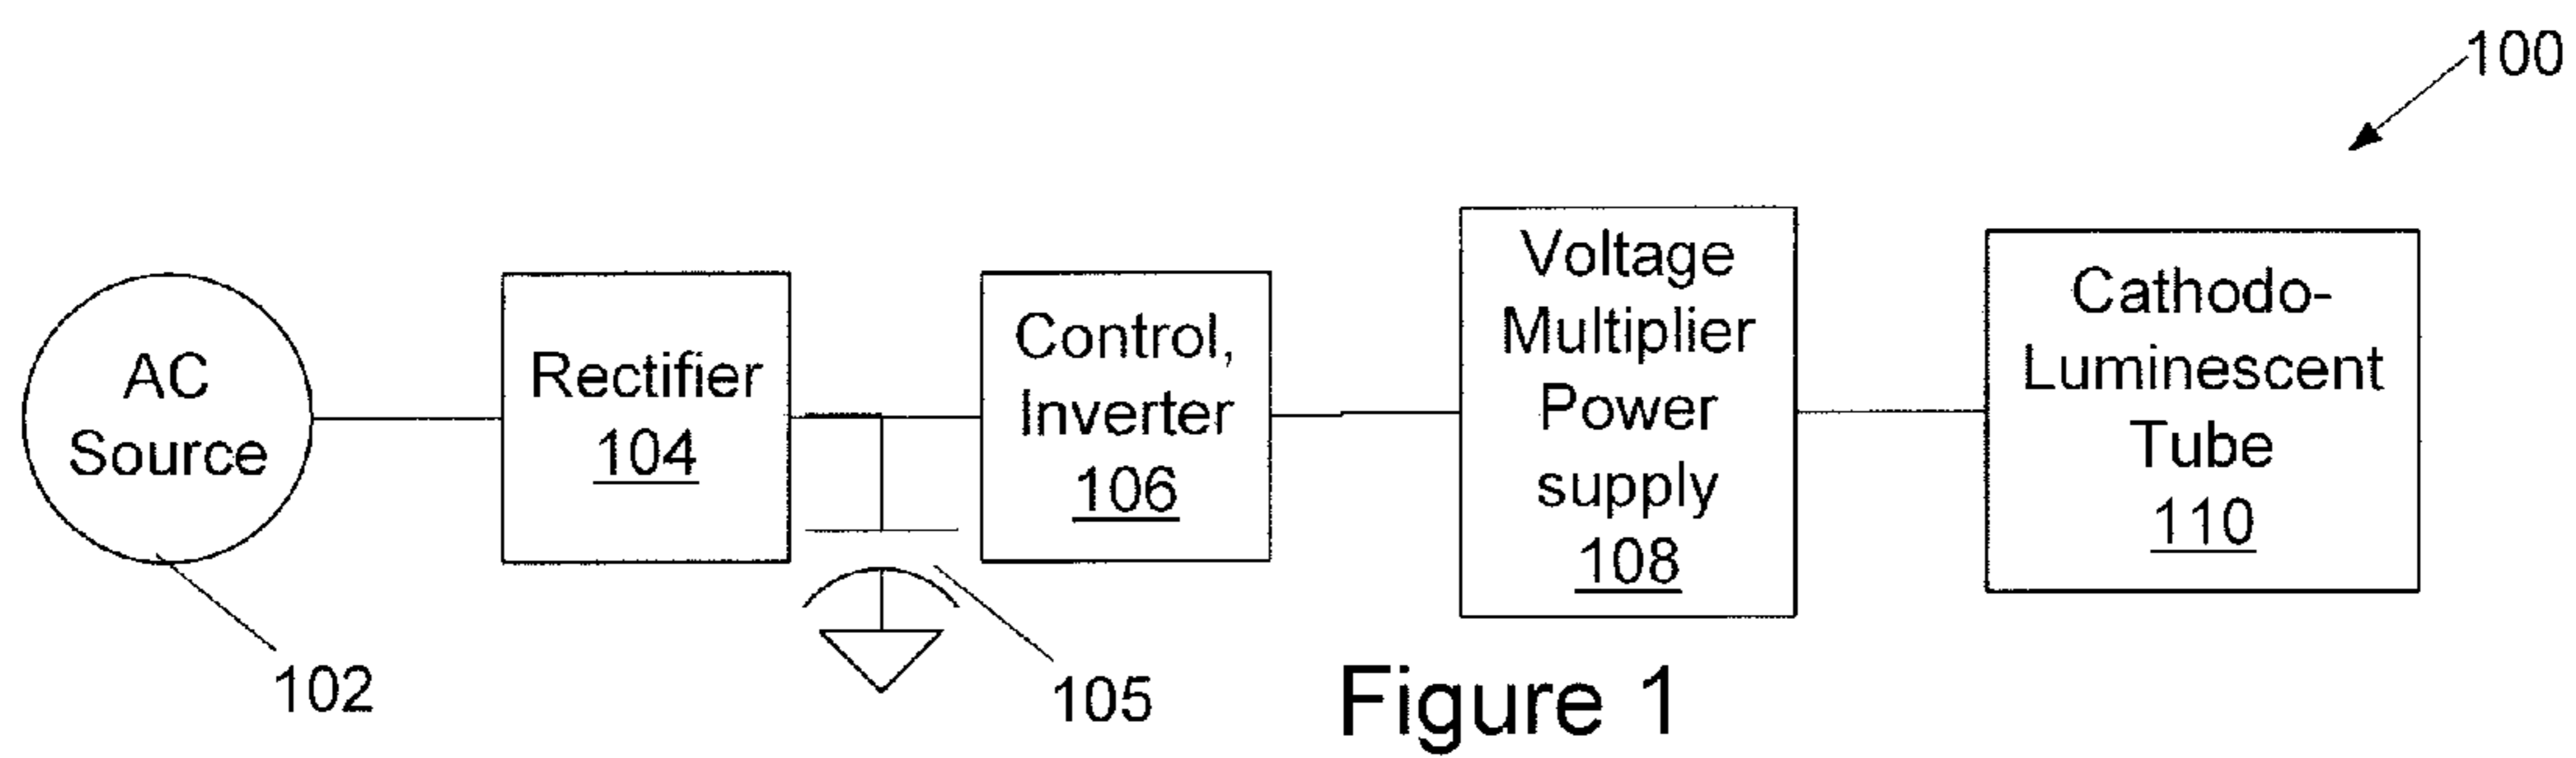 100
AC
Source
102
Rectifier
104
105
Control,
Inverter
106
Voltage
Multiplier
Power
supply
108
Cathodo-
Luminescent
Tube
110
Figure 1